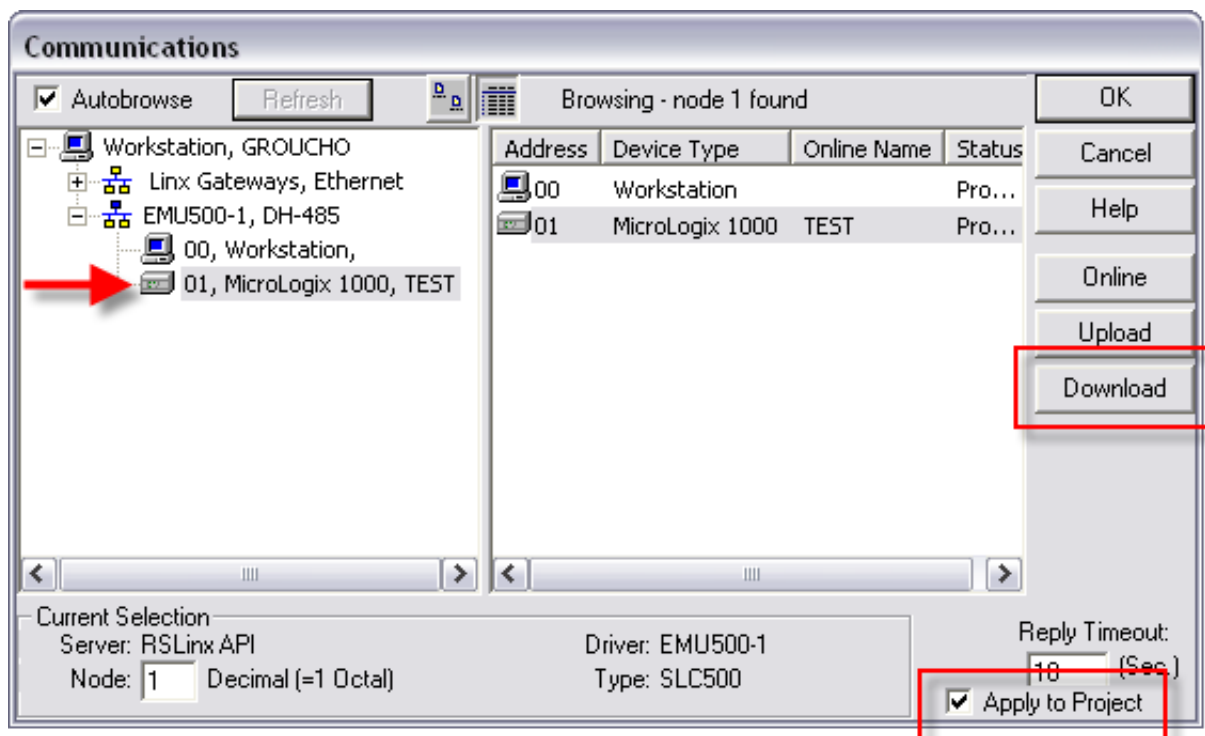 Communications
Autobrowse Refresh Browsing - node 1 found OK
Workstation, GROUCHO
Linx Gateways, Ethernet
EMU500-1, DH-485
00, Workstation,
01, MicroLogix 1000, TEST
Address Device Type Online Name Status
00 Workstation Pro...
01 MicroLogix 1000 TEST Pro...
Cancel
Help
Online
Upload
Download
Current Selection
Server: RSLinx API Driver: EMU500-1
Node: 1 Decimal (=1 Octal) Type: SLC500
Reply Timeout:
(Sec.)
Apply to Project